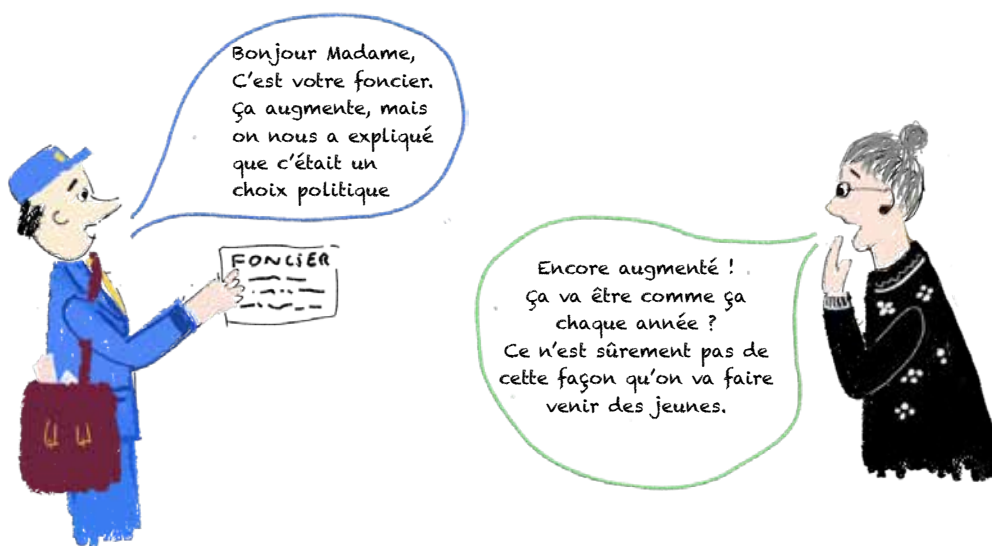 Bonjour Madame,
C'est votre foncier.
Ça augmente, mais
on nous a expliqué
que c'était un
choix politique
FONCIER
Encore augmenté !
Ça va être comme ça
chaque année ?
Ce n'est sûrement pas de
cette façon qu'on va faire
venir des jeunes.